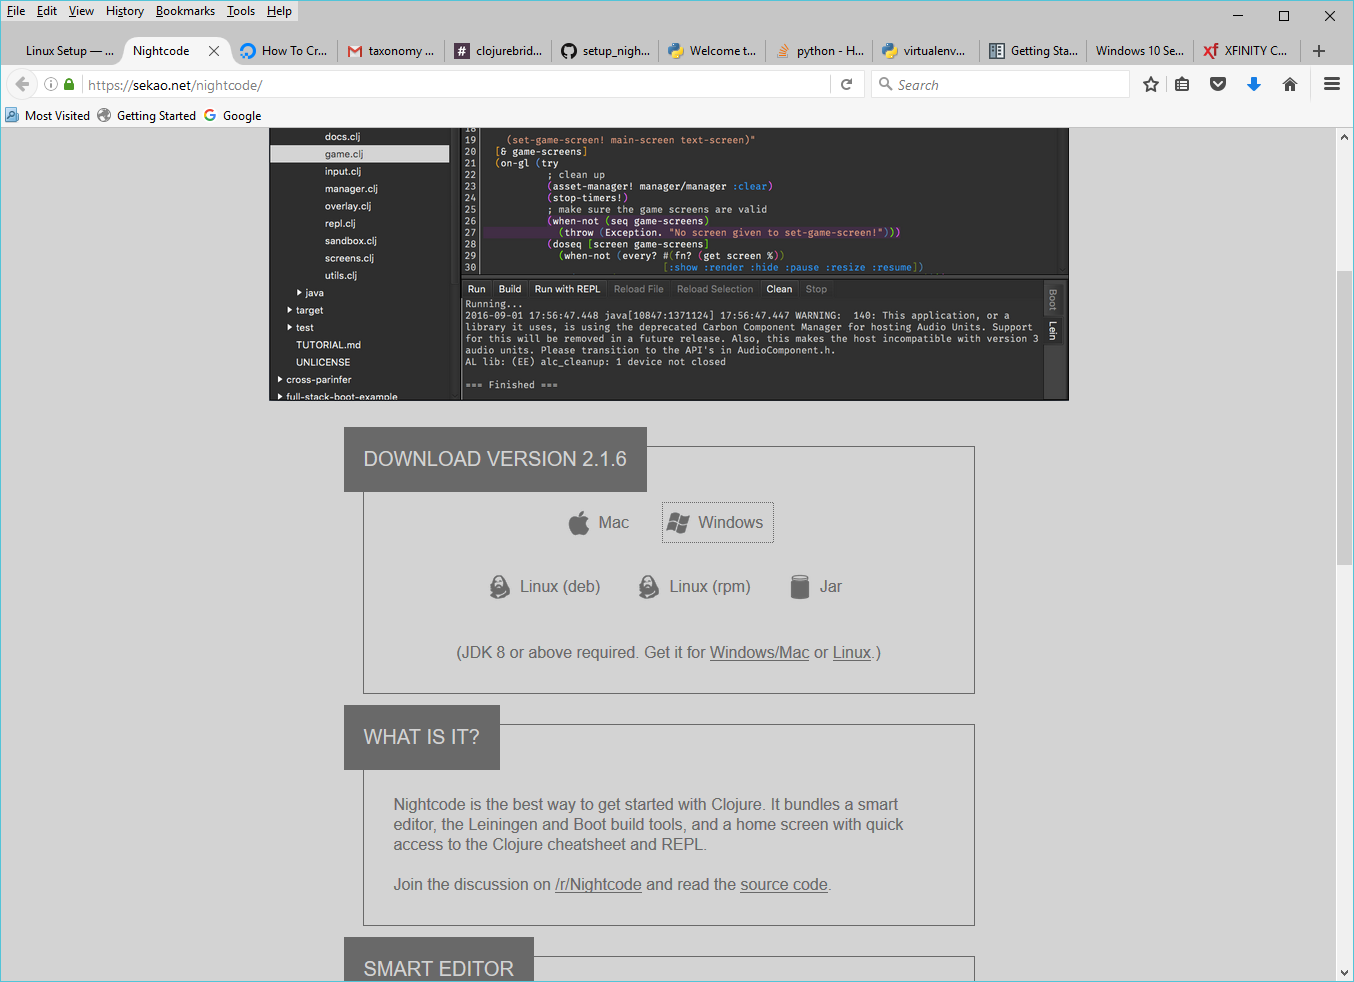 File Edit View History Bookmarks Tools Help
Linux Setup — ...
Nightcode
How To Cr...
taxonomy ...
clojurebrid...
setup_nigh...
Welcome t...
python - H...
virtualenv...
Getting Sta...
Windows 10 Se...
XFINITY C...
https://sekao.net/nightcode/
Search
Most Visited Getting Started Google
docs.clj
game.clj
input.clj
manager.clj
overlay.clj
repl.clj
sandbox.clj
screens.clj
utils.clj
java
target
test
TUTORIAL.md
UNLICENSE
cross-parinfer
full-stack-boot-example
18
19 (set-game-screen! main-screen text-screen)"
20 [& game-screens]
21 (on-gl (try
22 ; clean up
23 (asset-manager! manager/manager :clear)
24 (stop-timers!)
25 ; make sure the game screens are valid
26 (when-not (seq game-screens)
27 (throw (Exception. "No screen given to set-game-screen!")))
28 (doseq [screen game-screens]
29 (when-not (every? #(fn? (get screen %))
30 [:show :render :hide :pause :resize :resume])
Run Build Run with REPL Reload File Reload Selection Clean Stop
Boot
Lein
Running...
2016-09-01 17:56:47.448 java[10847:1371124] 17:56:47.447 WARNING: 140: This application, or a
library it uses, is using the deprecated Carbon Component Manager for hosting Audio Units. Support
for this will be removed in a future release. Also, this makes the host incompatible with version 3
audio units. Please transition to the API's in AudioComponent.h.
AL lib: (EE) alc_cleanup: 1 device not closed
=== Finished ===
DOWNLOAD VERSION 2.1.6
Mac Windows
Linux (deb) Linux (rpm) Jar
(JDK 8 or above required. Get it for Windows/Mac or Linux.)
WHAT IS IT?
Nightcode is the best way to get started with Clojure. It bundles a smart
editor, the Leiningen and Boot build tools, and a home screen with quick
access to the Clojure cheatsheet and REPL.
Join the discussion on /r/Nightcode and read the source code.
SMART EDITOR